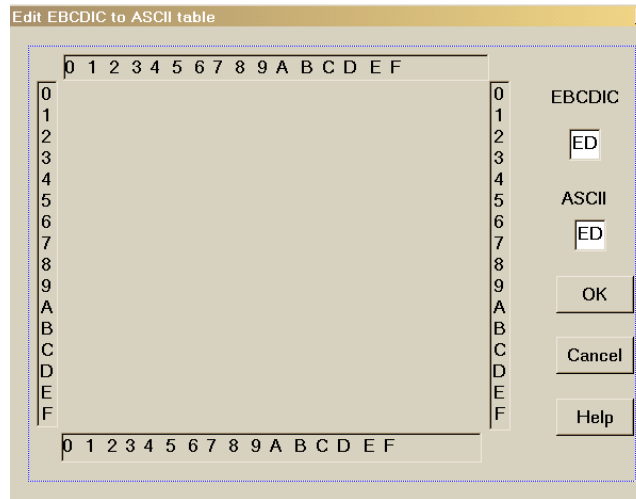 Edit EBCDIC to ASCII table
0 1 2 3 4 5 6 7 8 9 A B C D E F
0
1
2
3
4
5
6
7
8
9
A
B
C
D
E
F
0
1
2
3
4
5
6
7
8
9
A
B
C
D
E
F
0 1 2 3 4 5 6 7 8 9 A B C D E F
EBCDIC
ED
ASCII
ED
OK
Cancel
Help